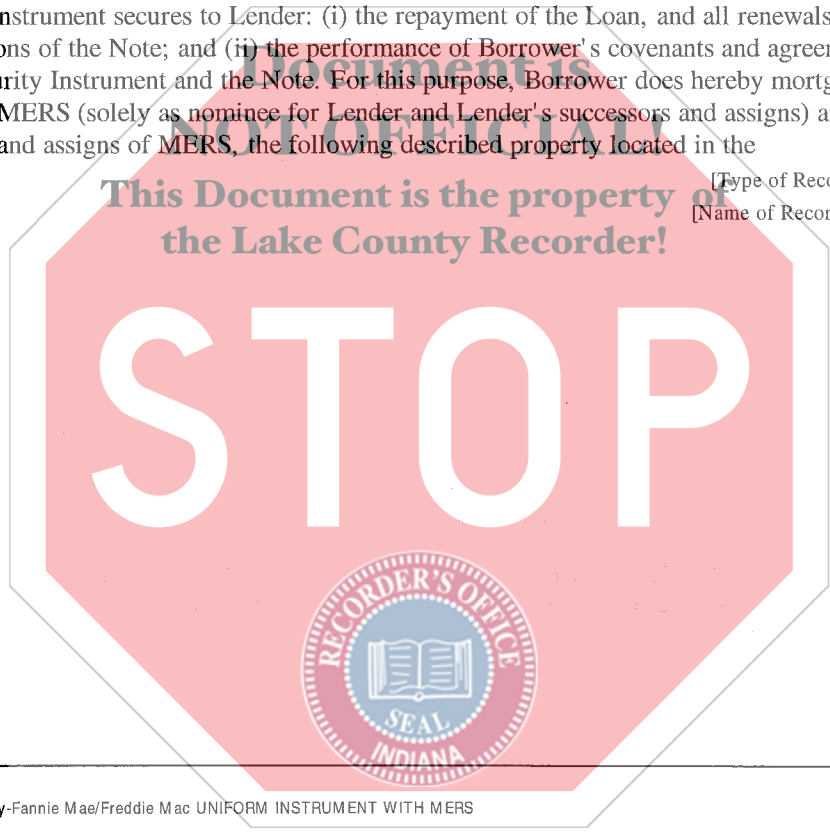 nstrument secures to Lender: (i) the repayment of the Loan, and all renewals
ons of the Note; and (ii) the performance of Borrower's covenants and agreer
urity Instrument and the Note. For this purpose, Borrower does hereby mortg
MERS (solely as nominee for Lender and Lender's successors and assigns) a
and assigns of MERS, the following described property located in the
[Type of Reco
[Name of Recor
Document is
NOT OFFICIAL!
This Document is the property of
the Lake County Recorder!
STOP
RECORDER'S OFFICE
SEAL
INDIANA
y-Fannie Mae/Freddie Mac UNIFORM INSTRUMENT WITH MERS